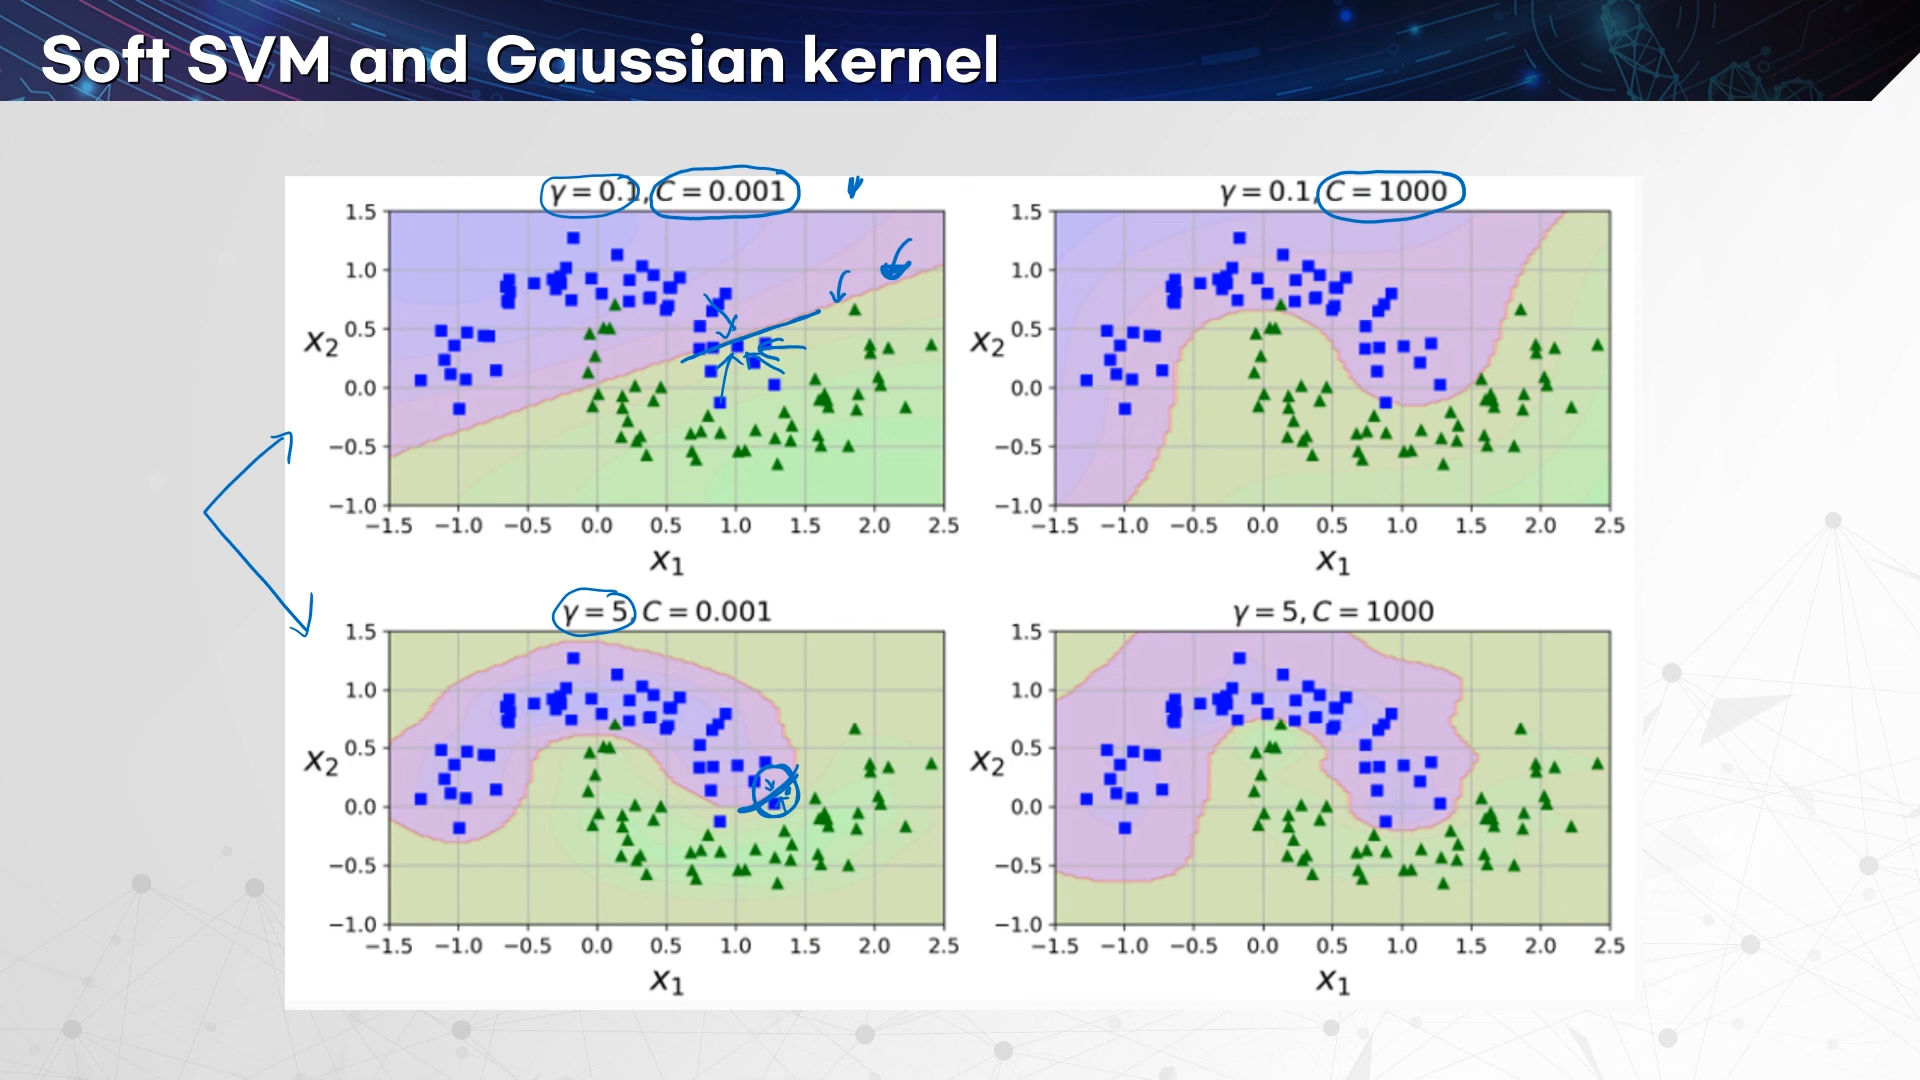 Soft SVM and Gaussian kernel
γ = 0.1, C = 0.001
1.5
1.0
0.5
0.0
−0.5
−1.0
x₂
−1.5 −1.0 −0.5 0.0 0.5 1.0 1.5 2.0 2.5
x₁
γ = 0.1, C = 1000
1.5
1.0
0.5
0.0
−0.5
−1.0
x₂
−1.5 −1.0 −0.5 0.0 0.5 1.0 1.5 2.0 2.5
x₁
γ = 5, C = 0.001
1.5
1.0
0.5
0.0
−0.5
−1.0
x₂
−1.5 −1.0 −0.5 0.0 0.5 1.0 1.5 2.0 2.5
x₁
γ = 5, C = 1000
1.5
1.0
0.5
0.0
−0.5
−1.0
x₂
−1.5 −1.0 −0.5 0.0 0.5 1.0 1.5 2.0 2.5
x₁